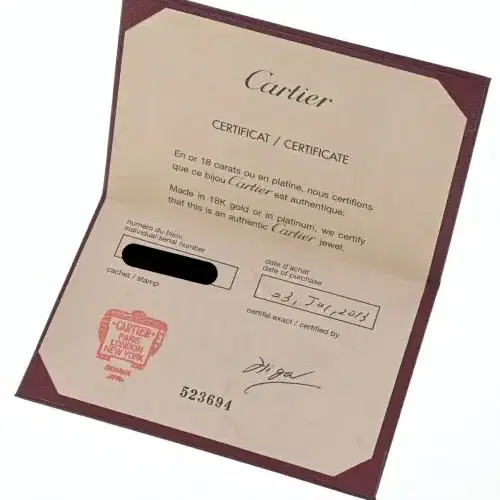 Cartier
CERTIFICAT / CERTIFICATE
En or 18 carats ou en platine, nous certifions
que ce bijou Cartier est authentique.
Made in 18K gold or in platinum, we certify
that this is an authentic Cartier jewel.
numero du bijou
individual serial number
date d'achat
date of purchase
23, Jul, 2013
cachet / stamp
certifié exact / certified by
CARTIER
PARIS
LONDON
NEW YORK
Higa
523694